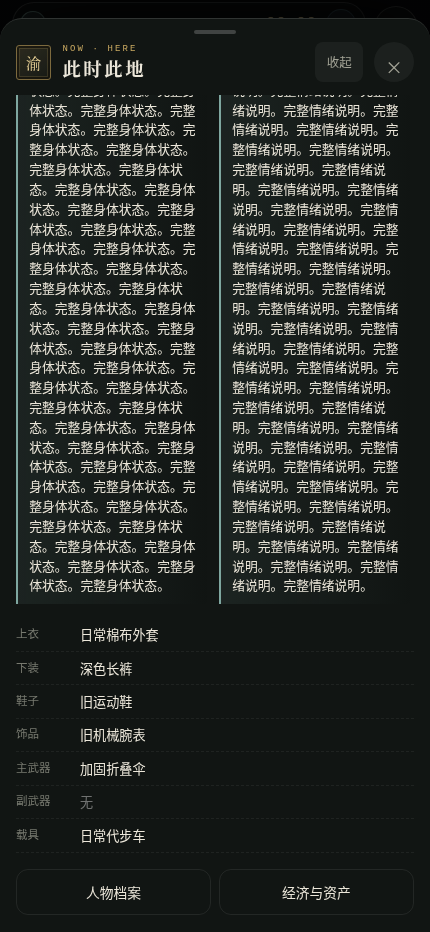 渝
NOW · HERE
此时此地
收起
体状态。完整身体状态。完整
身体状态。完整身体状态。完
整身体状态。完整身体状态。
完整身体状态。完整身体状
态。完整身体状态。完整身体
状态。完整身体状态。完整身
体状态。完整身体状态。完整
身体状态。完整身体状态。完
整身体状态。完整身体状态。
完整身体状态。完整身体状
态。完整身体状态。完整身体
状态。完整身体状态。完整身
体状态。完整身体状态。完整
身体状态。完整身体状态。完
整身体状态。完整身体状态。
完整身体状态。完整身体状
态。完整身体状态。完整身体
状态。完整身体状态。完整身
体状态。完整身体状态。完整
身体状态。完整身体状态。完
整身体状态。完整身体状态。
完整身体状态。完整身体状
态。完整身体状态。完整身体
状态。完整身体状态。完整身
体状态。完整身体状态。
绪说明。完整情绪说明。完整
情绪说明。完整情绪说明。完
整情绪说明。完整情绪说明。
完整情绪说明。完整情绪说
明。完整情绪说明。完整情绪
说明。完整情绪说明。完整情
绪说明。完整情绪说明。完整
情绪说明。完整情绪说明。完
整情绪说明。完整情绪说明。
完整情绪说明。完整情绪说
明。完整情绪说明。完整情绪
说明。完整情绪说明。完整情
绪说明。完整情绪说明。完整
情绪说明。完整情绪说明。完
整情绪说明。完整情绪说明。
完整情绪说明。完整情绪说
明。完整情绪说明。完整情绪
说明。完整情绪说明。完整情
绪说明。完整情绪说明。完整
情绪说明。完整情绪说明。完
整情绪说明。完整情绪说明。
完整情绪说明。完整情绪说
明。完整情绪说明。完整情绪
说明。完整情绪说明。完整情
绪说明。完整情绪说明。
上衣 日常棉布外套
下装 深色长裤
鞋子 旧运动鞋
饰品 旧机械腕表
主武器 加固折叠伞
副武器 无
载具 日常代步车
人物档案
经济与资产